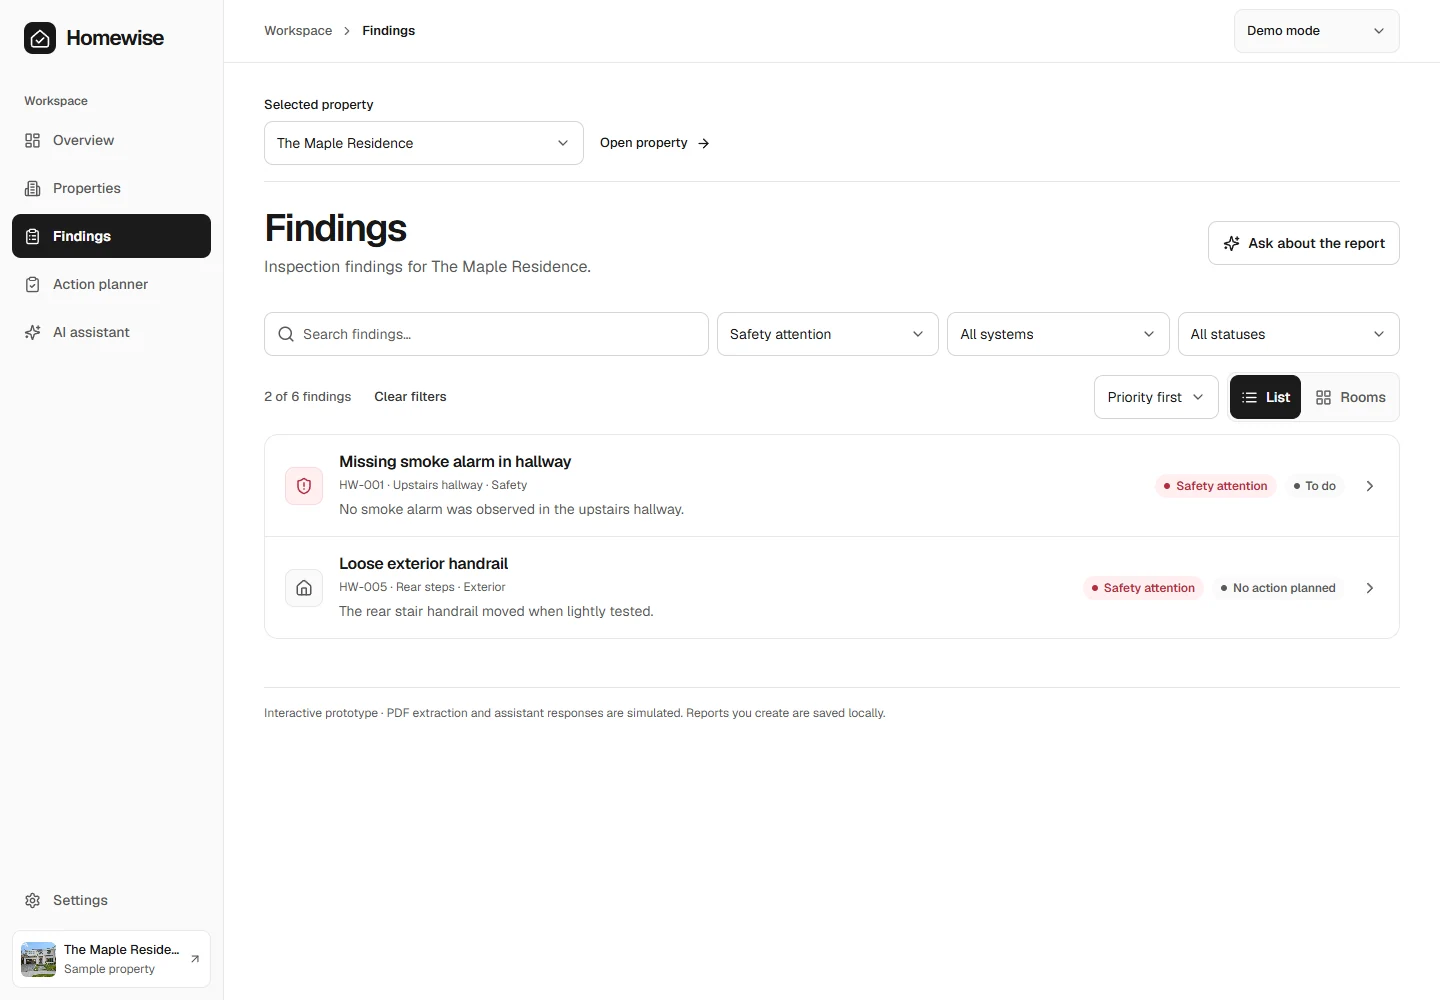 Homewise
Workspace
Overview
Properties
Findings
Action planner
AI assistant
Settings
The Maple Reside...
Sample property
Workspace > Findings
Demo mode
Selected property
The Maple Residence
Open property →
Findings
Inspection findings for The Maple Residence.
Ask about the report
Search findings...
Safety attention
All systems
All statuses
2 of 6 findings
Clear filters
Priority first
List
Rooms
Missing smoke alarm in hallway
HW-001 · Upstairs hallway · Safety
No smoke alarm was observed in the upstairs hallway.
Safety attention
To do
Loose exterior handrail
HW-005 · Rear steps · Exterior
The rear stair handrail moved when lightly tested.
Safety attention
No action planned
Interactive prototype · PDF extraction and assistant responses are simulated. Reports you create are saved locally.